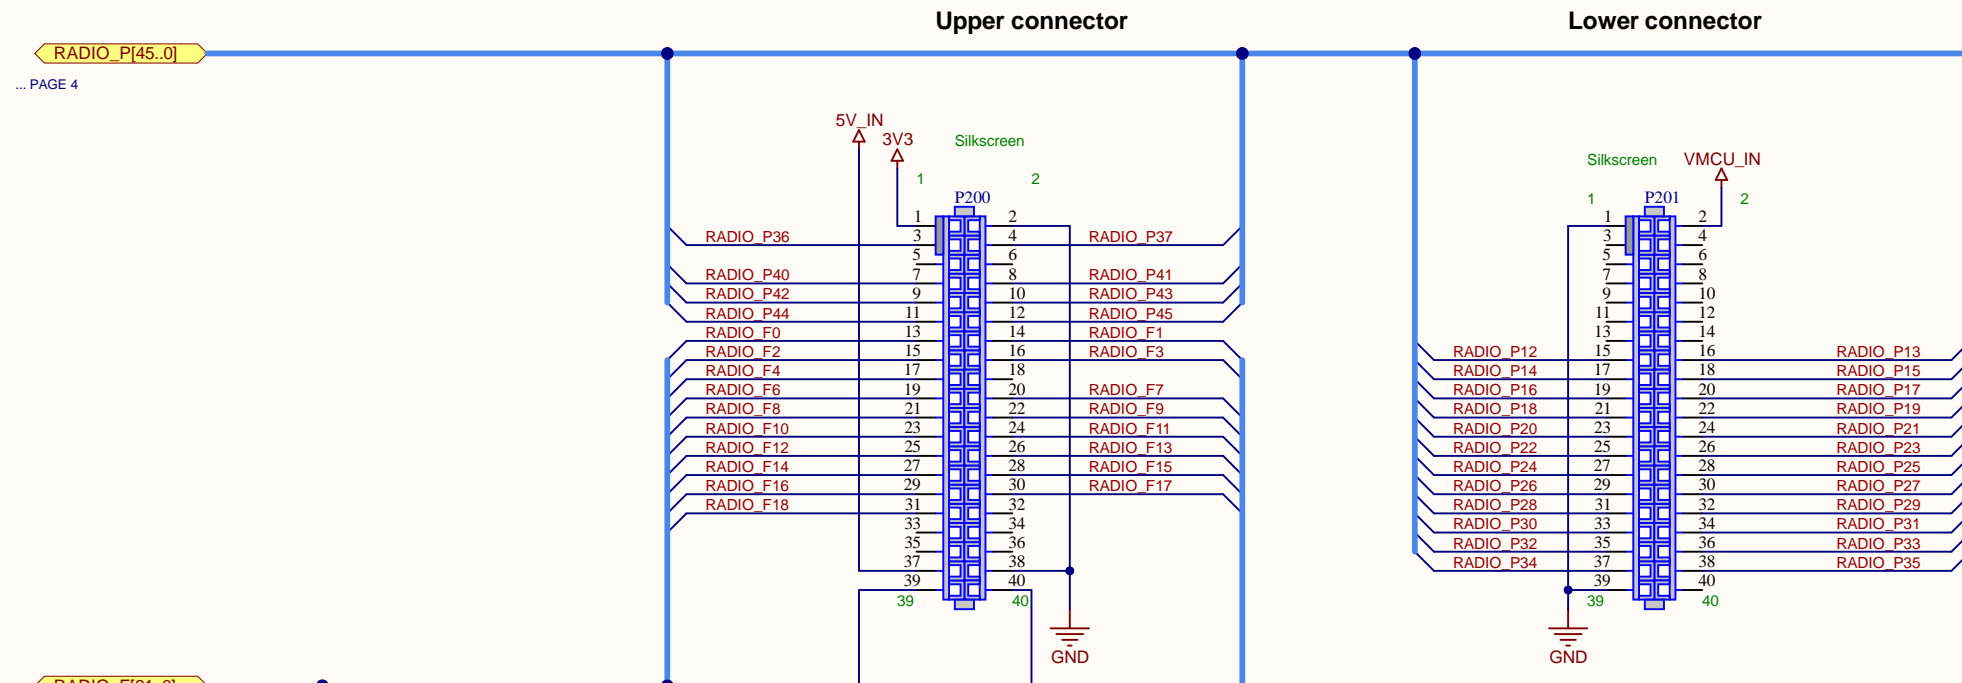 Upper connector
Lower connector
RADIO_P[45..0]
... PAGE 4
5V_IN
3V3
Silkscreen
1 2
P200
1 2
RADIO_P36 3 4 RADIO_P37
5 6
RADIO_P40 7 8 RADIO_P41
RADIO_P42 9 10 RADIO_P43
RADIO_P44 11 12 RADIO_P45
RADIO_F0 13 14 RADIO_F1
RADIO_F2 15 16 RADIO_F3
RADIO_F4 17 18
RADIO_F6 19 20 RADIO_F7
RADIO_F8 21 22 RADIO_F9
RADIO_F10 23 24 RADIO_F11
RADIO_F12 25 26 RADIO_F13
RADIO_F14 27 28 RADIO_F15
RADIO_F16 29 30 RADIO_F17
RADIO_F18 31 32
33 34
35 36
37 38
39 40
39 40
GND
Silkscreen VMCU_IN
1 2
P201
1 2
3 4
5 6
7 8
9 10
11 12
13 14
RADIO_P12 15 16 RADIO_P13
RADIO_P14 17 18 RADIO_P15
RADIO_P16 19 20 RADIO_P17
RADIO_P18 21 22 RADIO_P19
RADIO_P20 23 24 RADIO_P21
RADIO_P22 25 26 RADIO_P23
RADIO_P24 27 28 RADIO_P25
RADIO_P26 29 30 RADIO_P27
RADIO_P28 31 32 RADIO_P29
RADIO_P30 33 34 RADIO_P31
RADIO_P32 35 36 RADIO_P33
RADIO_P34 37 38 RADIO_P35
39 40
39 40
GND